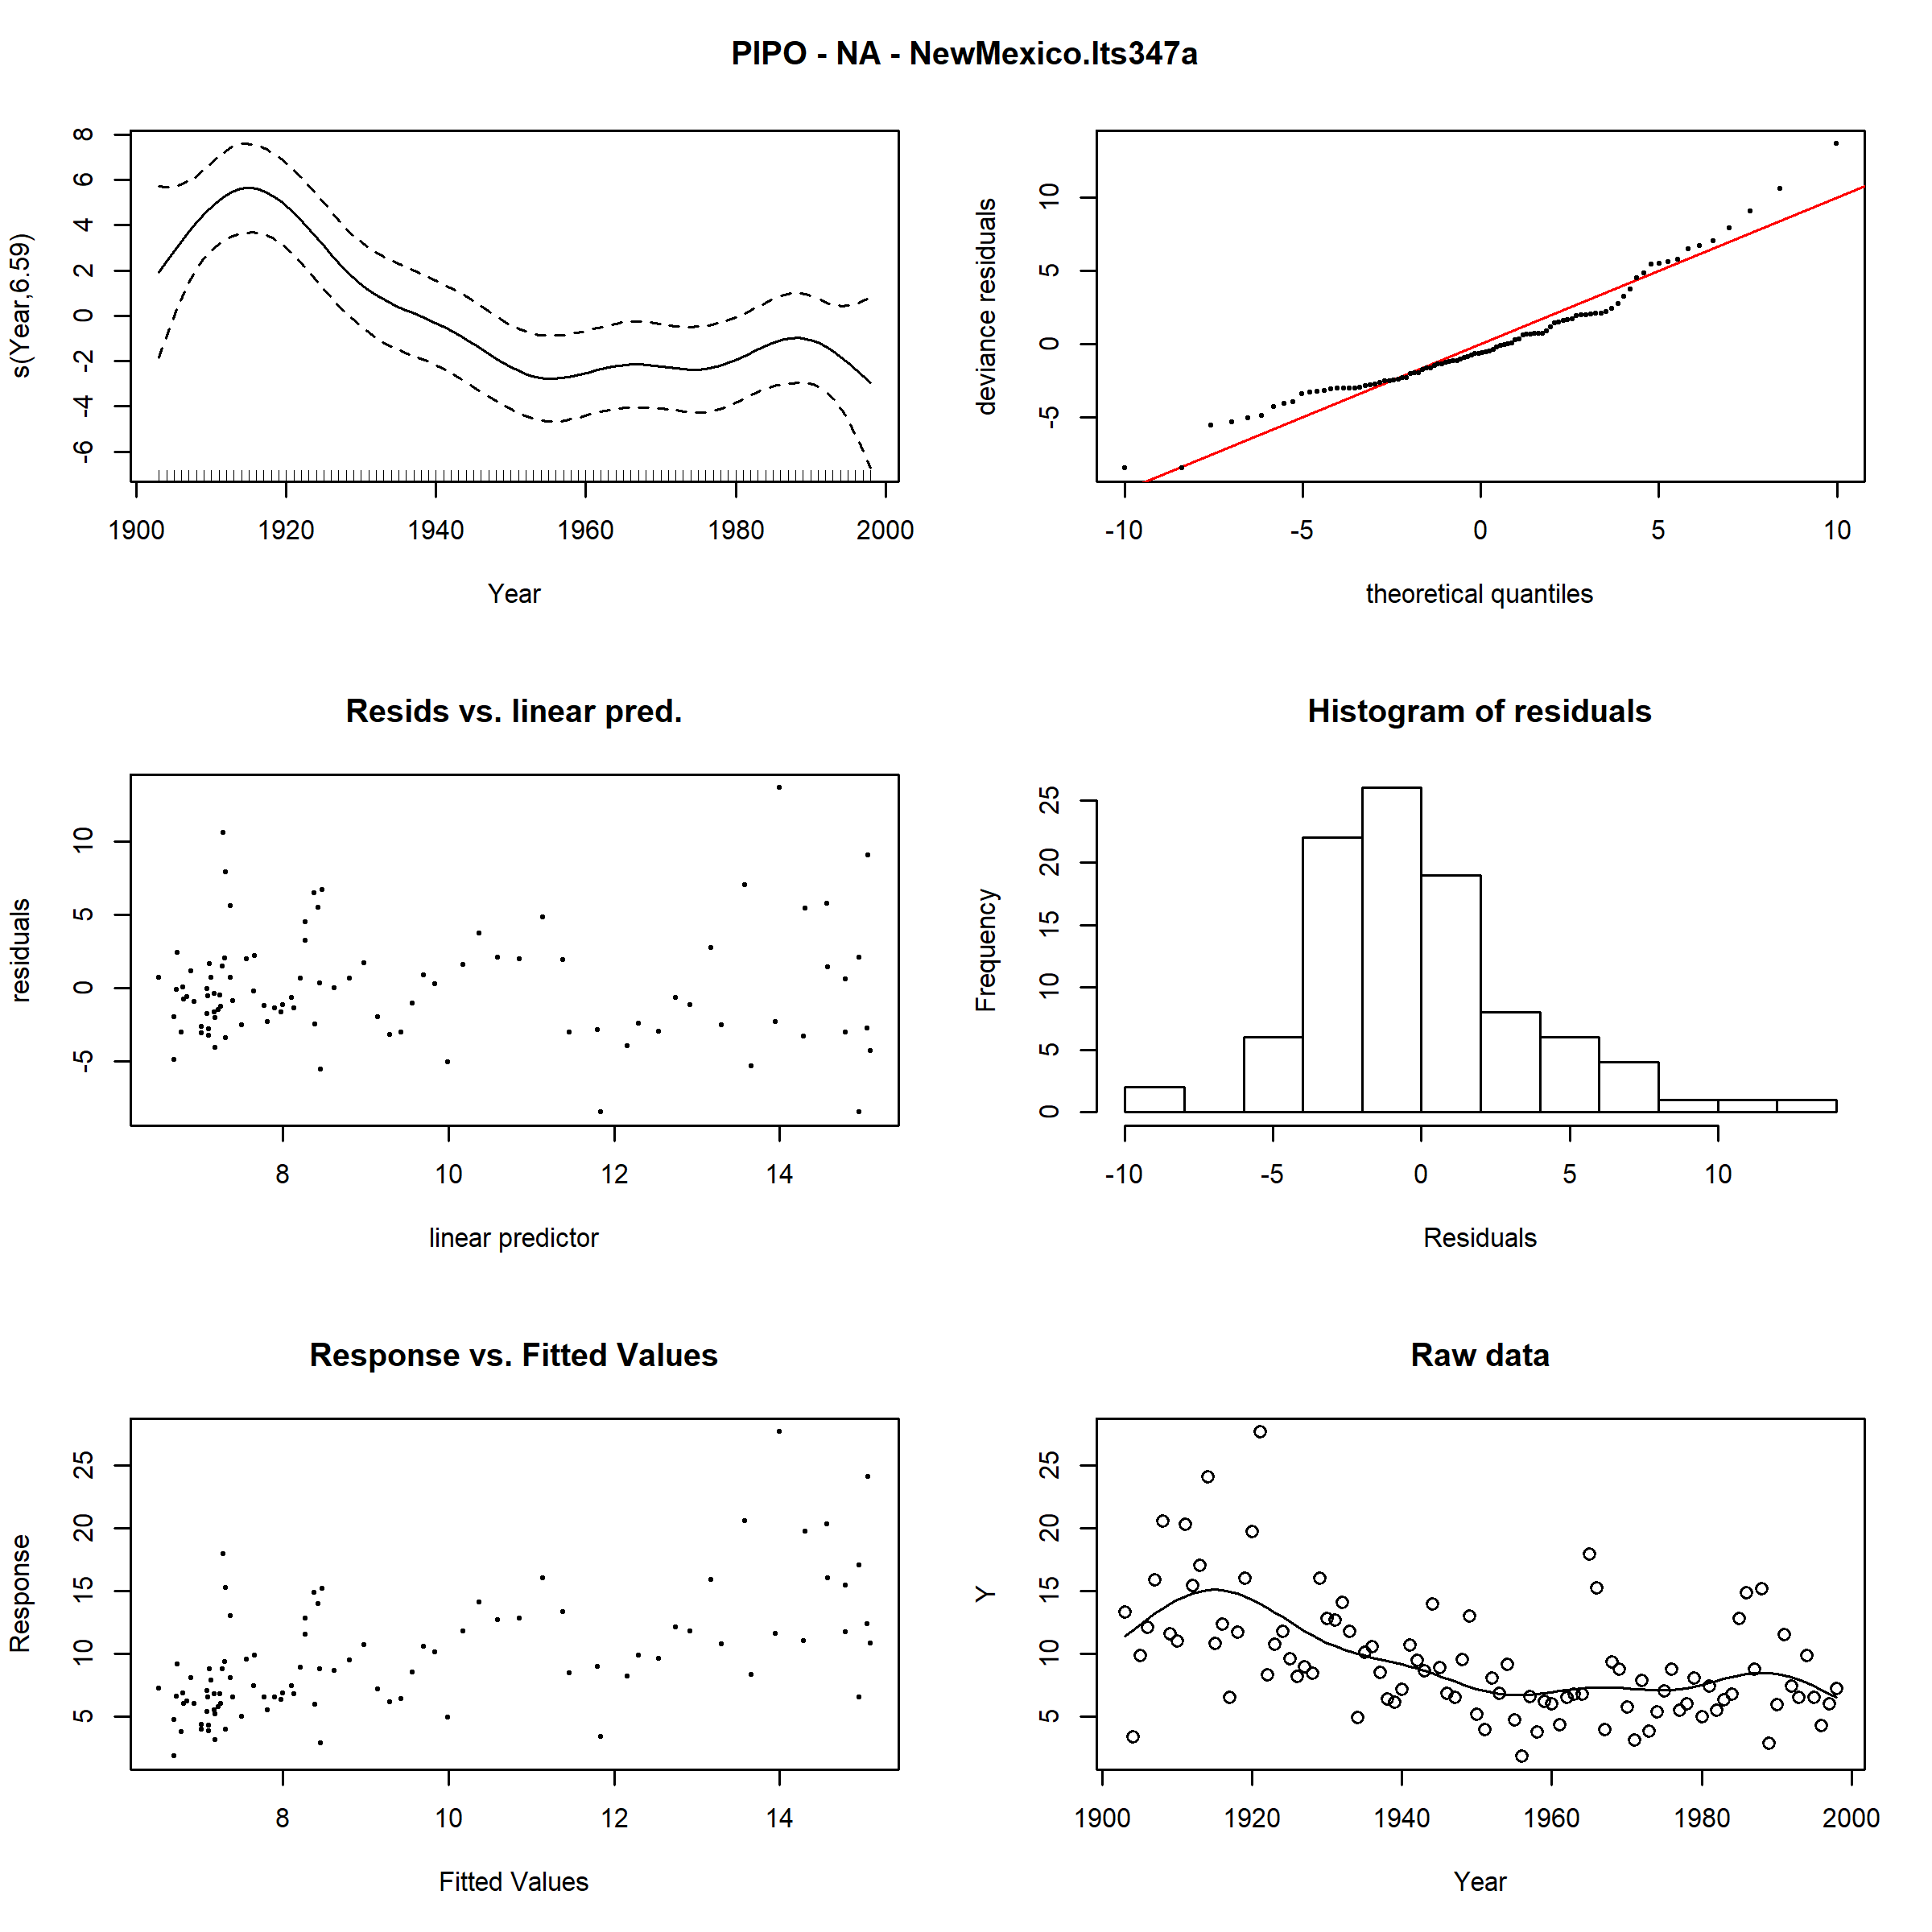 PIPO - NA - NewMexico.lts347a
s(Year,6.59)
8
6
4
2
0
-2
-4
-6
1900 1920 1940 1960 1980 2000
Year
deviance residuals
10
5
0
-5
-10 -5 0 5 10
theoretical quantiles
Resids vs. linear pred.
residuals
10
5
0
-5
8 10 12 14
linear predictor
Histogram of residuals
Frequency
25
20
15
10
5
0
-10 -5 0 5 10
Residuals
Response vs. Fitted Values
Response
25
20
15
10
5
8 10 12 14
Fitted Values
Raw data
Y
25
20
15
10
5
1900 1920 1940 1960 1980 2000
Year